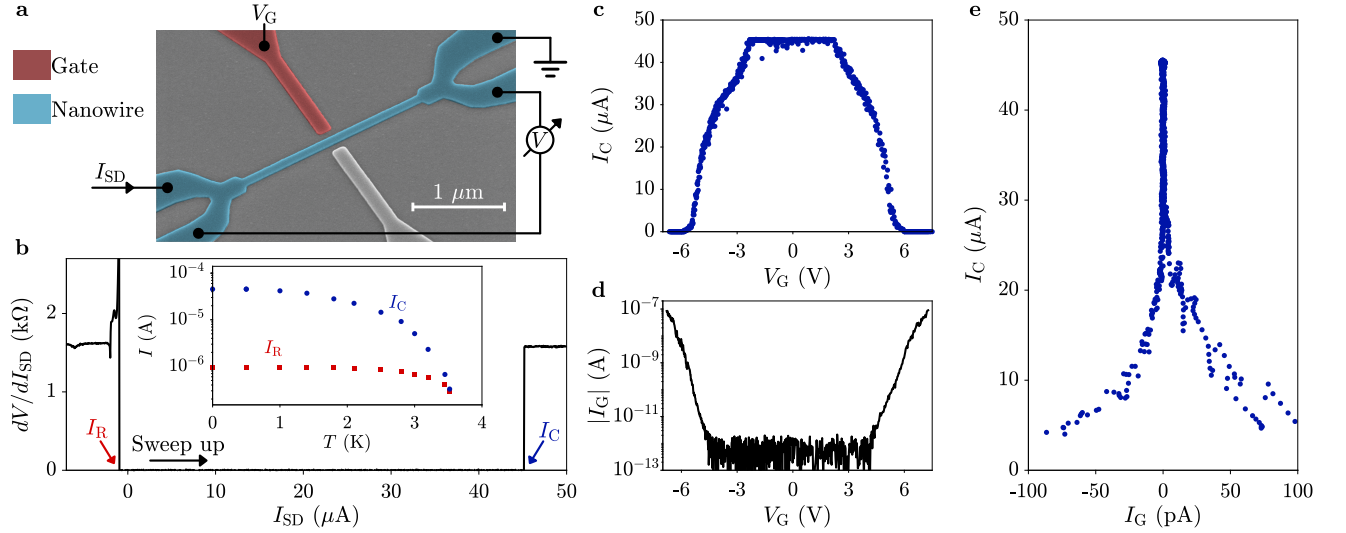 a
V_G
Gate
Nanowire
I_SD
V
1 μm
b
dV/dI_SD (kΩ)
2
1
0
I (A)
10⁻⁴
10⁻⁵
10⁻⁶
I_C
I_R
0 1 2 3 4
T (K)
I_R
Sweep up
I_C
0 10 20 30 40 50
I_SD (μA)
c
I_C (μA)
50
40
30
20
10
0
-6 -3 0 3 6
V_G (V)
d
|I_G| (A)
10⁻⁷
10⁻⁹
10⁻¹¹
10⁻¹³
-6 -3 0 3 6
V_G (V)
e
I_C (μA)
50
40
30
20
10
0
-100 -50 0 50 100
I_G (pA)